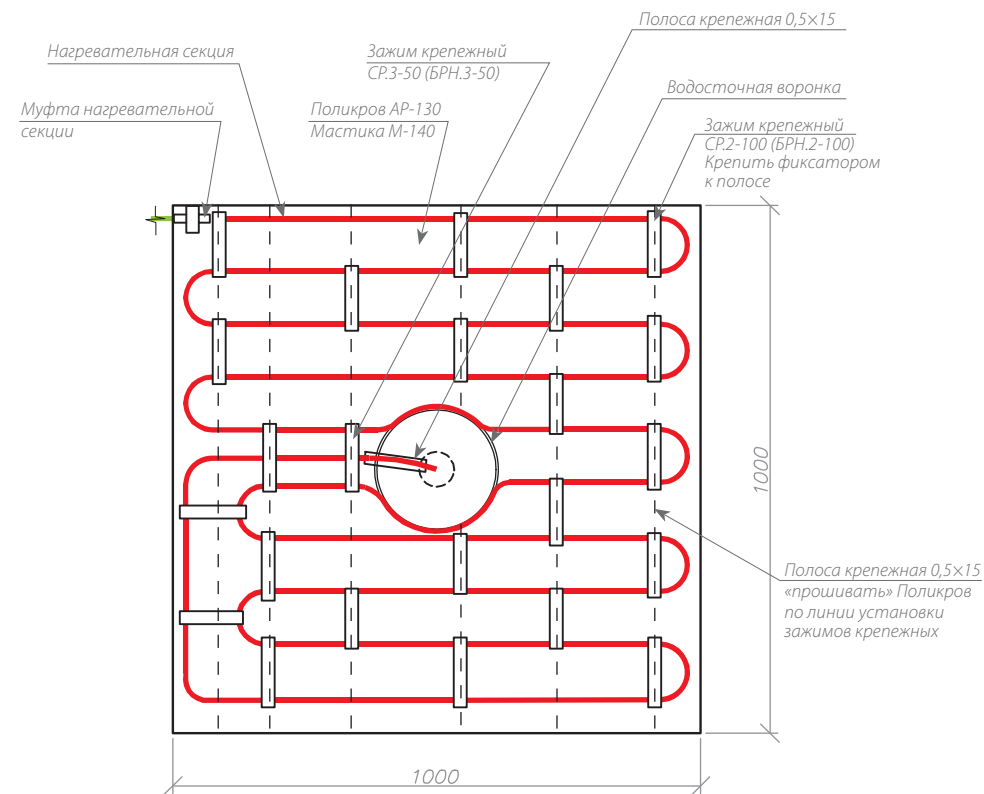 Полоса крепежная 0,5×15
Нагревательная секция
Зажим крепежный
СР.3-50 (БРН.3-50)
Водосточная воронка
Муфта нагревательной
секции
Поликров АР-130
Мастика М-140
Зажим крепежный
СР.2-100 (БРН.2-100)
Крепить фиксатором
к полосе
1000
Полоса крепежная 0,5×15
«прошивать» Поликров
по линии установки
зажимов крепежных
1000